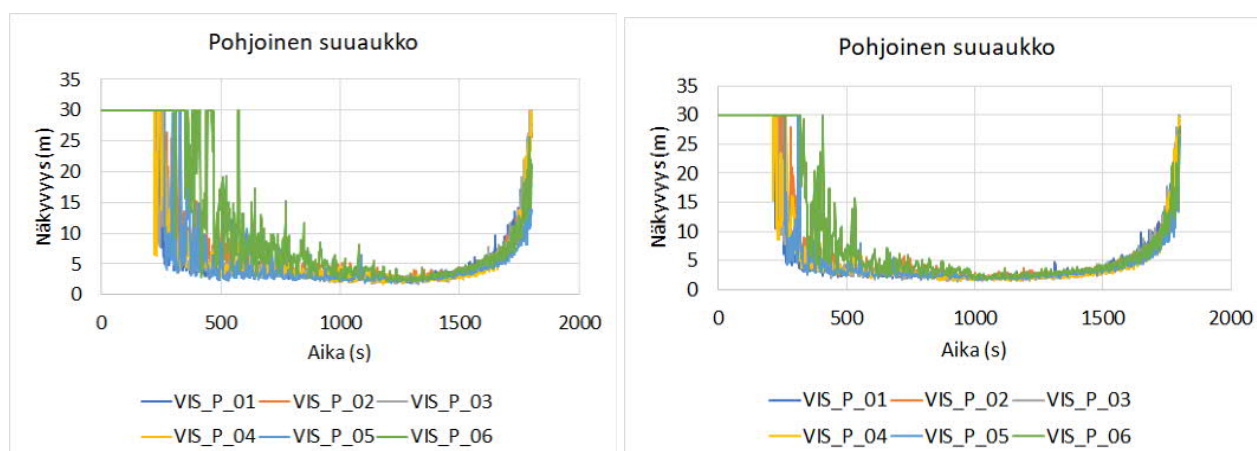 Pohjoinen suuaukko
35
30
25
20
15
10
5
0
Näkyvyys (m)
0 500 1000 1500 2000
Aika (s)
VIS_P_01 VIS_P_02 VIS_P_03
VIS_P_04 VIS_P_05 VIS_P_06
Pohjoinen suuaukko
35
30
25
20
15
10
5
0
Näkyvyys (m)
0 500 1000 1500 2000
Aika (s)
VIS_P_01 VIS_P_02 VIS_P_03
VIS_P_04 VIS_P_05 VIS_P_06